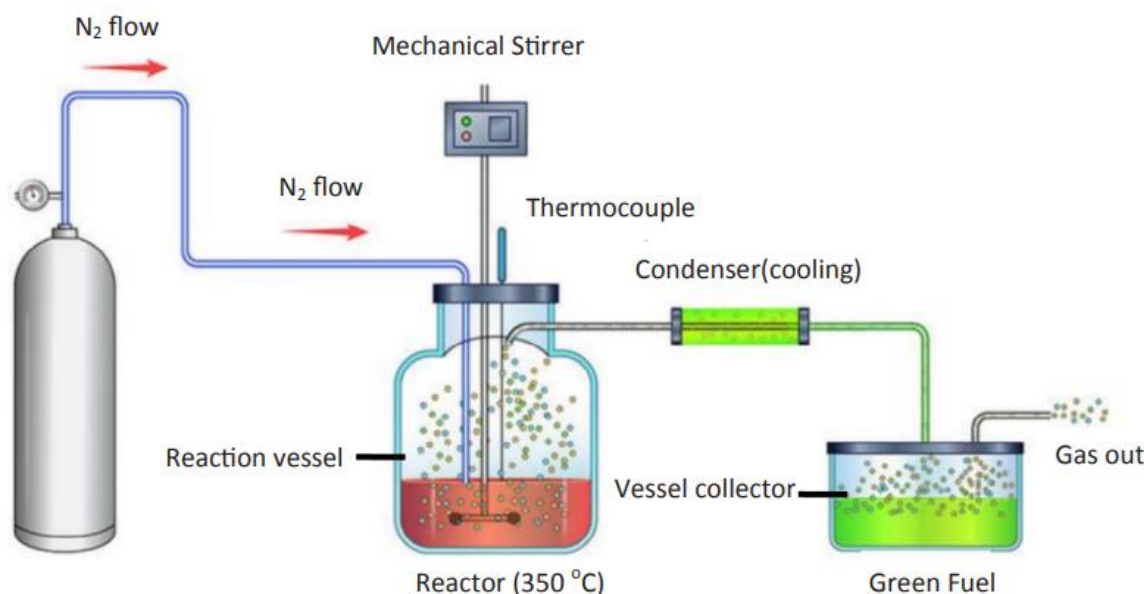 N₂ flow
Mechanical Stirrer
N₂ flow
Thermocouple
Condenser(cooling)
Reaction vessel
Vessel collector
Gas out
Reactor (350 °C)
Green Fuel